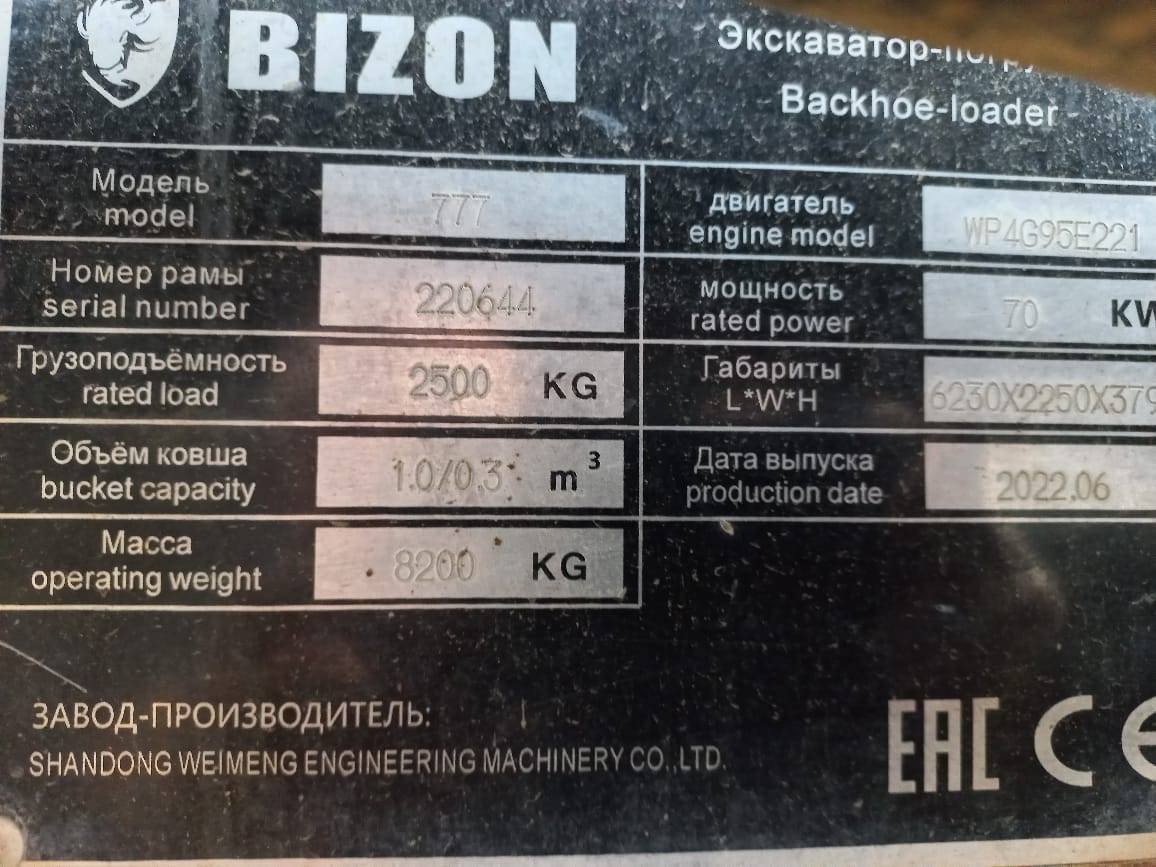 BIZON
Backhoe-loader
Модель
model
777
двигатель
engine model
WP4G95E221
Номер рамы
serial number
220644
мощность
rated power
70
Грузоподъёмность
rated load
2500 KG
Габариты
L*W*H
Объём ковша
bucket capacity
1.0/0.3 m³
Дата выпуска
production date
2022.06
Масса
operating weight
8200 KG
ЗАВОД-ПРОИЗВОДИТЕЛЬ:
SHANDONG WEIMENG ENGINEERING MACHINERY CO.,LTD.
EAC CE